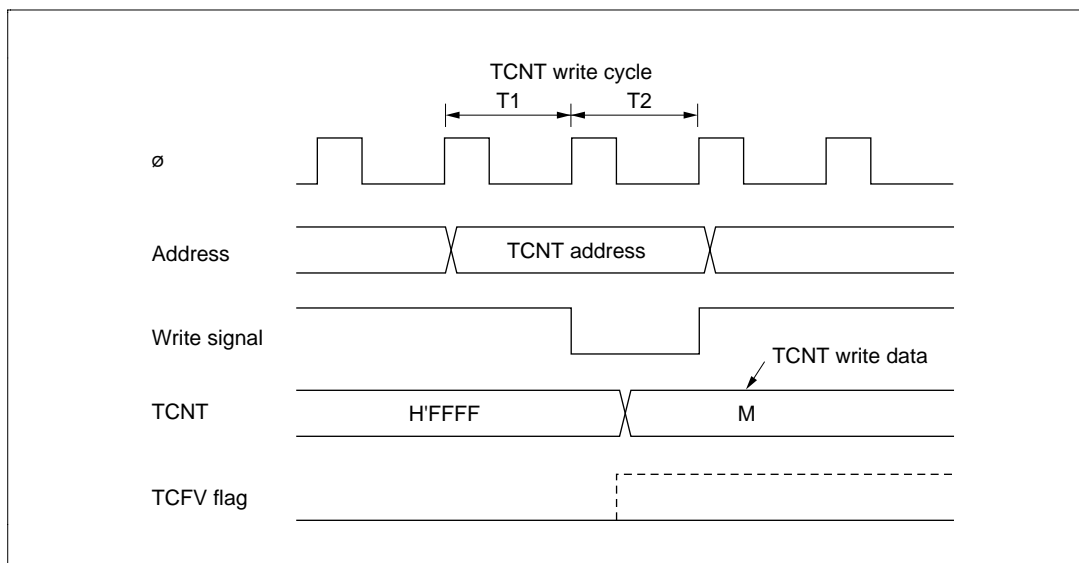 TCNT write cycle
T1 T2
ø
Address TCNT address
Write signal
TCNT write data
TCNT H'FFFF M
TCFV flag